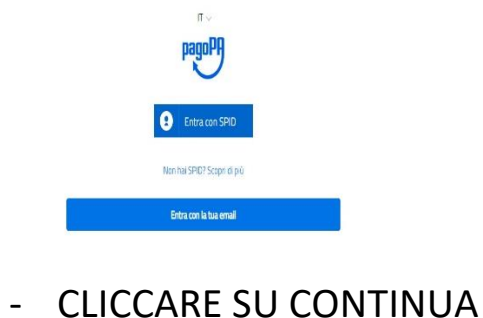 IT
pagoPA
Entra con SPID
Non hai SPID? Scopri di più
Entra con la tua email
- CLICCARE SU CONTINUA